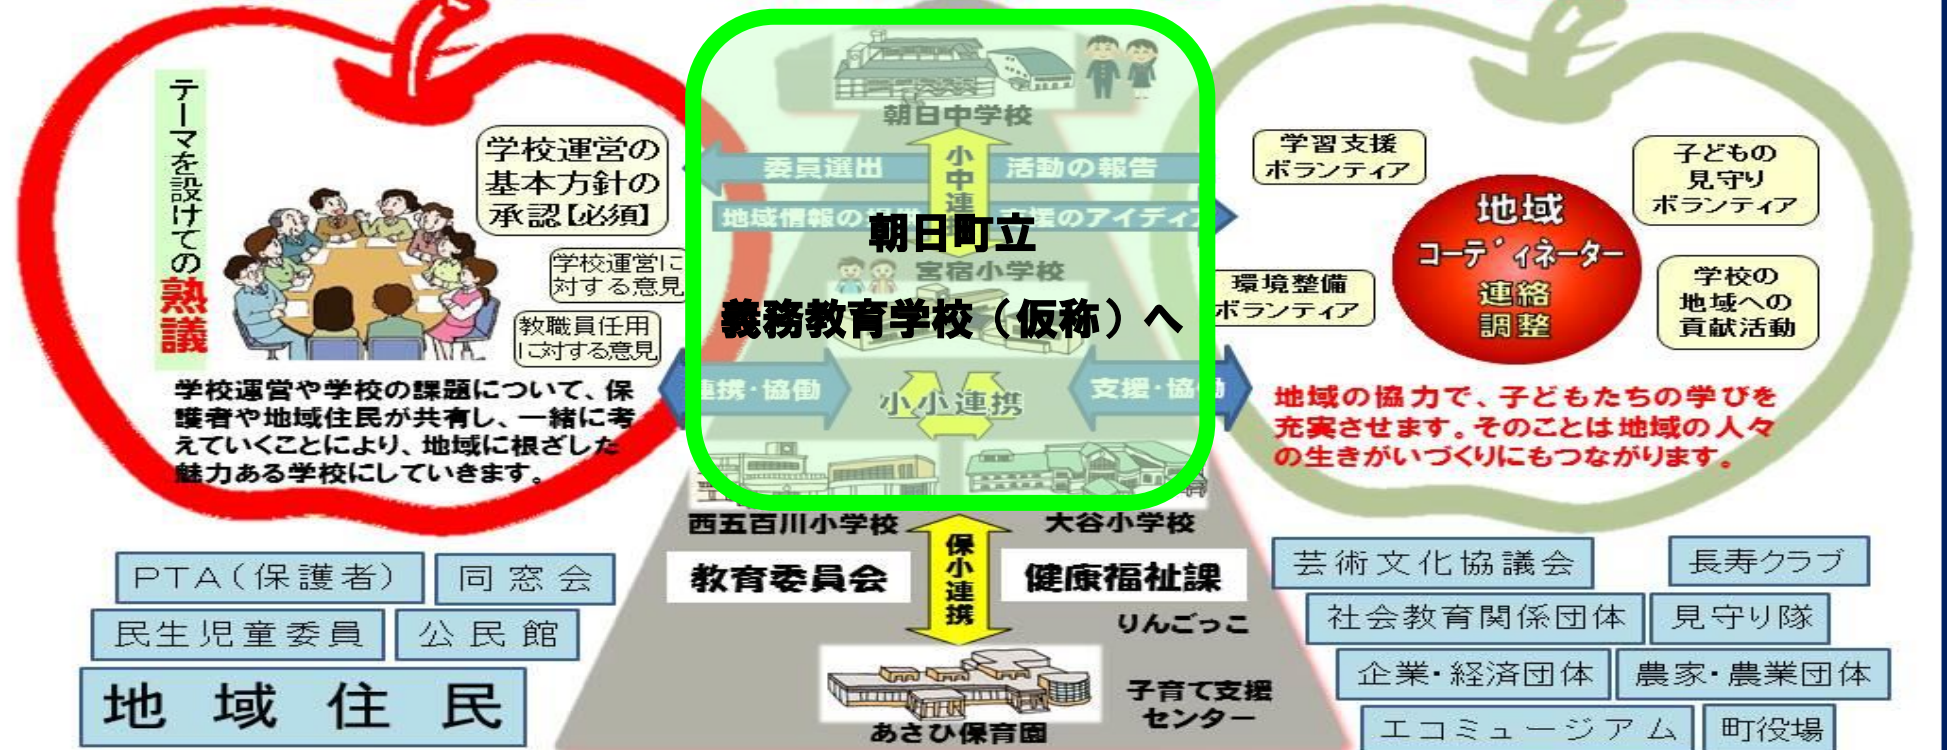 テーマを設けての
熟議
学校運営の
基本方針の
承認【必須】
学校運営に
対する意見
教職員任用
に対する意見
学校運営や学校の課題について、保
護者や地域住民が共有し、一緒に考
えていくことにより、地域に根ざした
魅力ある学校にしていきます。
朝日中学校
委員選出
小中連
活動の報告
地域情報の
支援のアイディア
朝日町立
宮宿小学校
義務教育学校（仮称）へ
連携・協働
小小連携
支援・協働
西五百川小学校
大谷小学校
教育委員会
保小連携
健康福祉課
りんごっこ
子育て支援
センター
あさひ保育園
学習支援
ボランティア
子どもの
見守り
ボランティア
地域
コーディネーター
連絡
調整
環境整備
ボランティア
学校の
地域への
貢献活動
地域の協力で、子どもたちの学びを
充実させます。そのことは地域の人々
の生きがいづくりにもつながります。
PTA（保護者）
同窓会
民生児童委員
公民館
地域住民
芸術文化協議会
長寿クラブ
社会教育関係団体
見守り隊
企業・経済団体
農家・農業団体
エコミュージアム
町役場